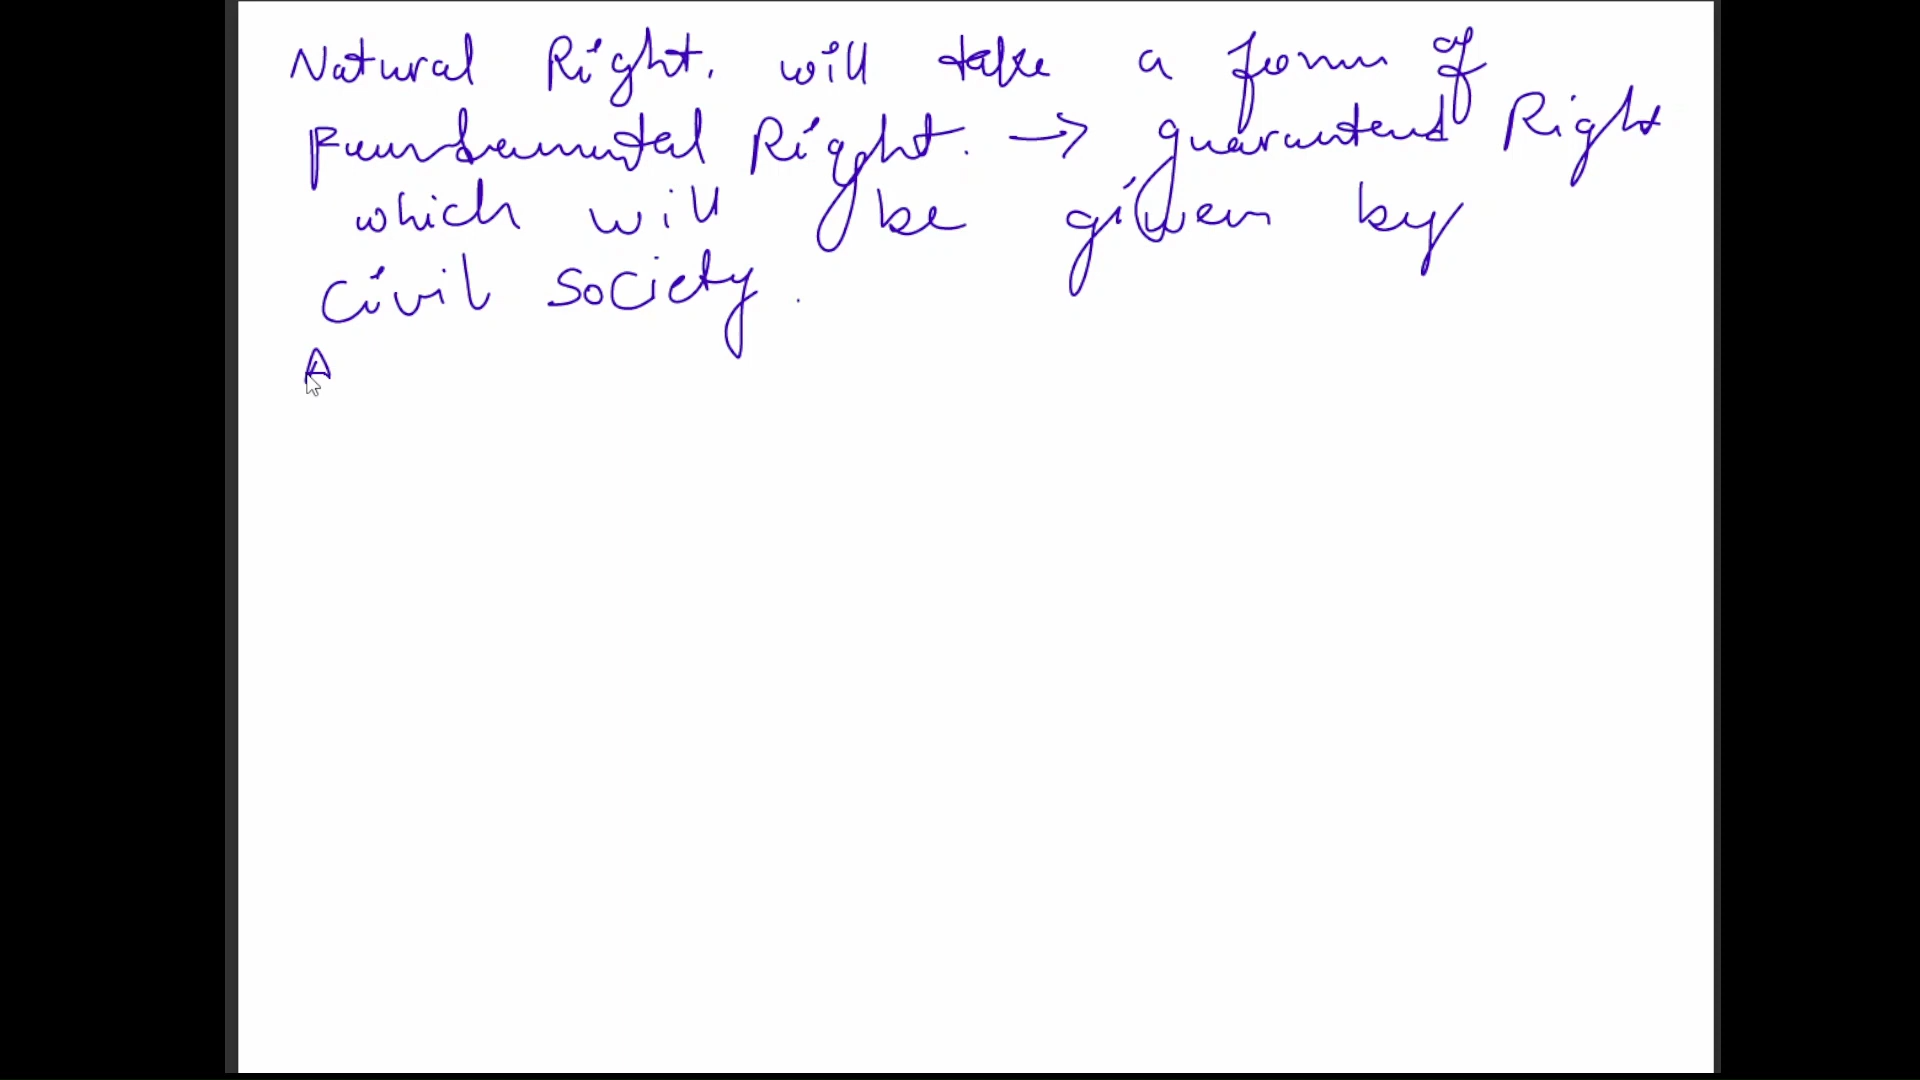 Natural Right. will take a form of
Fundamental Right. → guaranteed Right
which will be given by
civil society.
A